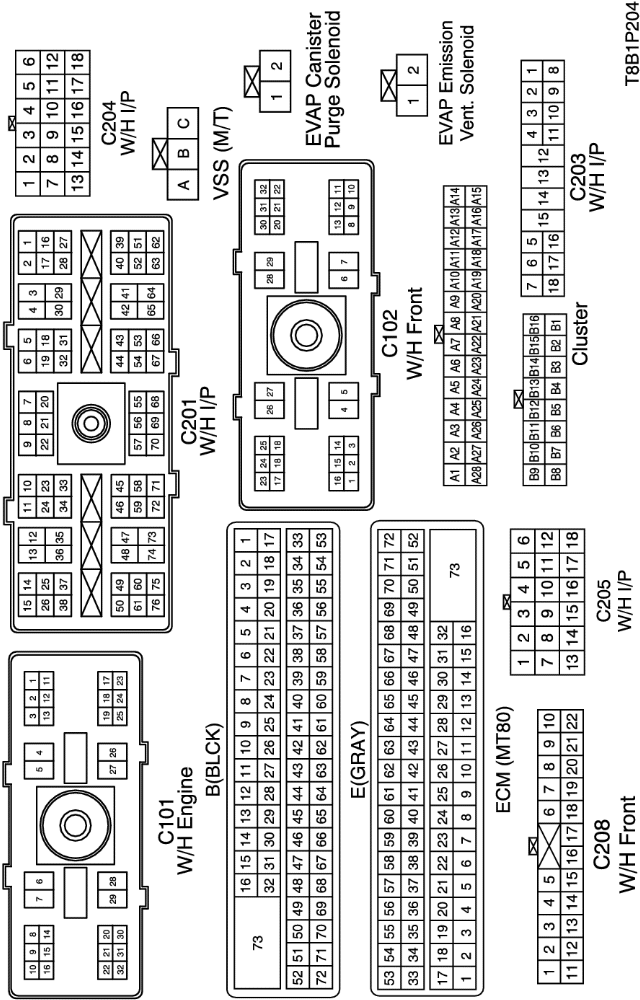 10 9 8 7 6 5 4 3 2 1
16 15 14 13 12 11
22 21 20 29 28 27 26 19 18 17
32 31 30 25 24 23
C101
W/H Engine
15 14 13 12 11 10 9 8 7 6 5 4 3 2 1
26 25 24 23 22 21 20 19 18 17 16
38 37 36 35 34 33 32 31 30 29 28 27
50 49 48 47 46 45 57 56 55 44 43 42 41 40 39
61 60 59 58 54 53 52 51
76 75 74 73 72 71 70 69 68 67 66 65 64 63 62
C201
W/H I/P
1 2 3 4 5 6
7 8 9 10 11 12
13 14 15 16 17 18
C204
W/H I/P
A B C
VSS (M/T)
B(BLCK)
16 15 14 13 12 11 10 9 8 7 6 5 4 3 2 1
73 32 31 30 29 28 27 26 25 24 23 22 21 20 19 18 17
52 51 50 49 48 47 46 45 44 43 42 41 40 39 38 37 36 35 34 33
72 71 70 69 68 67 66 65 64 63 62 61 60 59 58 57 56 55 54 53
E(GRAY)
53 54 55 56 57 58 59 60 61 62 63 64 65 66 67 68 69 70 71 72
33 34 35 36 37 38 39 40 41 42 43 44 45 46 47 48 49 50 51 52
17 18 19 20 21 22 23 24 25 26 27 28 29 30 31 32 73
1 2 3 4 5 6 7 8 9 10 11 12 13 14 15 16
ECM (MT80)
23 24 25 26 27 28 29 30 31 32
17 18 18 20 21 22
16 15 14 4 5 6 7 13 12 11
1 2 3 8 9 10
C102
W/H Front
1 2
EVAP Canister
Purge Solenoid
1 2
EVAP Emission
Vent. Solenoid
A1 A2 A3 A4 A5 A6 A7 A8 A9 A10 A11 A12 A13 A14
A28 A27 A26 A25 A24 A23 A22 A21 A20 A19 A18 A17 A16 A15
B9 B10 B11 B12 B13 B14 B15 B16
B8 B7 B6 B5 B4 B3 B2 B1
Cluster
7 6 5 4 3 2 1
15 14 13 12
18 17 16 11 10 9 8
C203
W/H I/P
1 2 3 4 5 6 7 8 9 10
11 12 13 14 15 16 17 18 19 20 21 22
C208
W/H Front
1 2 3 4 5 6
7 8 9 10 11 12
13 14 15 16 17 18
C205
W/H I/P
T8B1P204